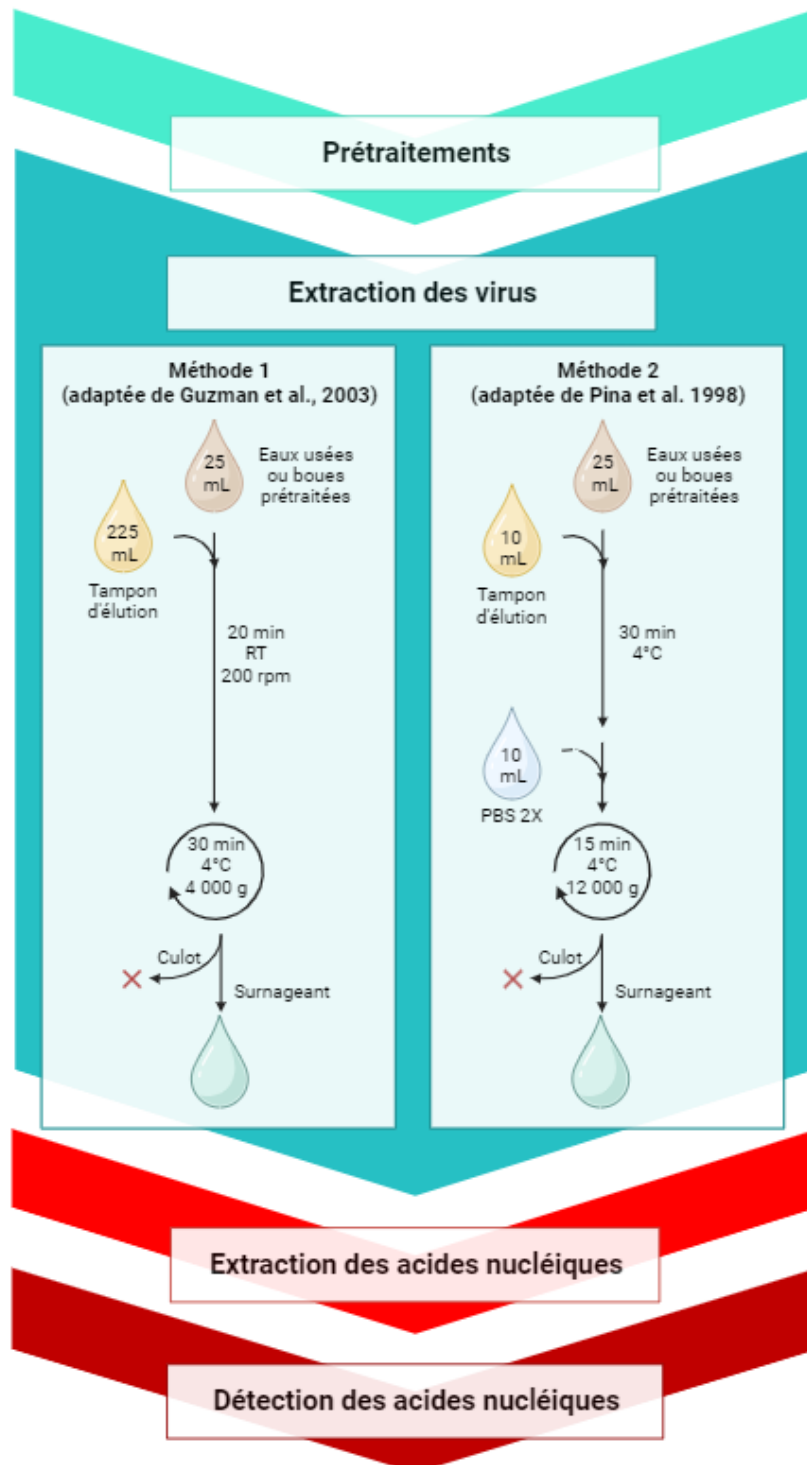 Prétraitements
Extraction des virus
Méthode 1
(adaptée de Guzman et al., 2003)
25
mL
Eaux usées
ou boues
prétraitées
225
mL
Tampon
d'élution
20 min
RT
200 rpm
30 min
4°C
4 000 g
Culot
Surnageant
Méthode 2
(adaptée de Pina et al. 1998)
25
mL
Eaux usées
ou boues
prétraitées
10
mL
Tampon
d'élution
30 min
4°C
10
mL
PBS 2X
15 min
4°C
12 000 g
Culot
Surnageant
Extraction des acides nucléiques
Détection des acides nucléiques